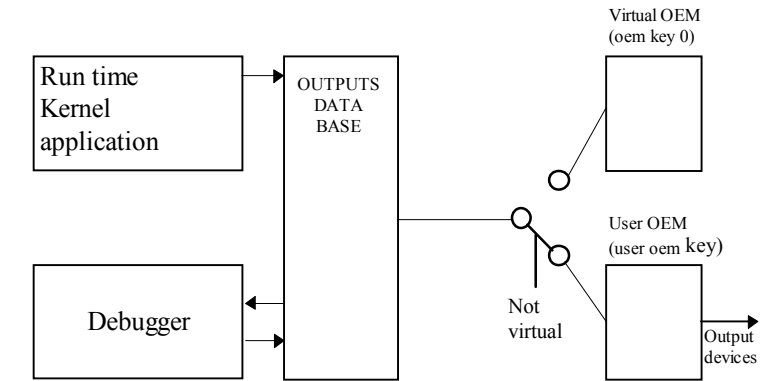 Virtual OEM
(oem key 0)
Run time
Kernel
application
OUTPUTS
DATA
BASE
User OEM
(user oem key)
Debugger
Not
virtual
Output
devices